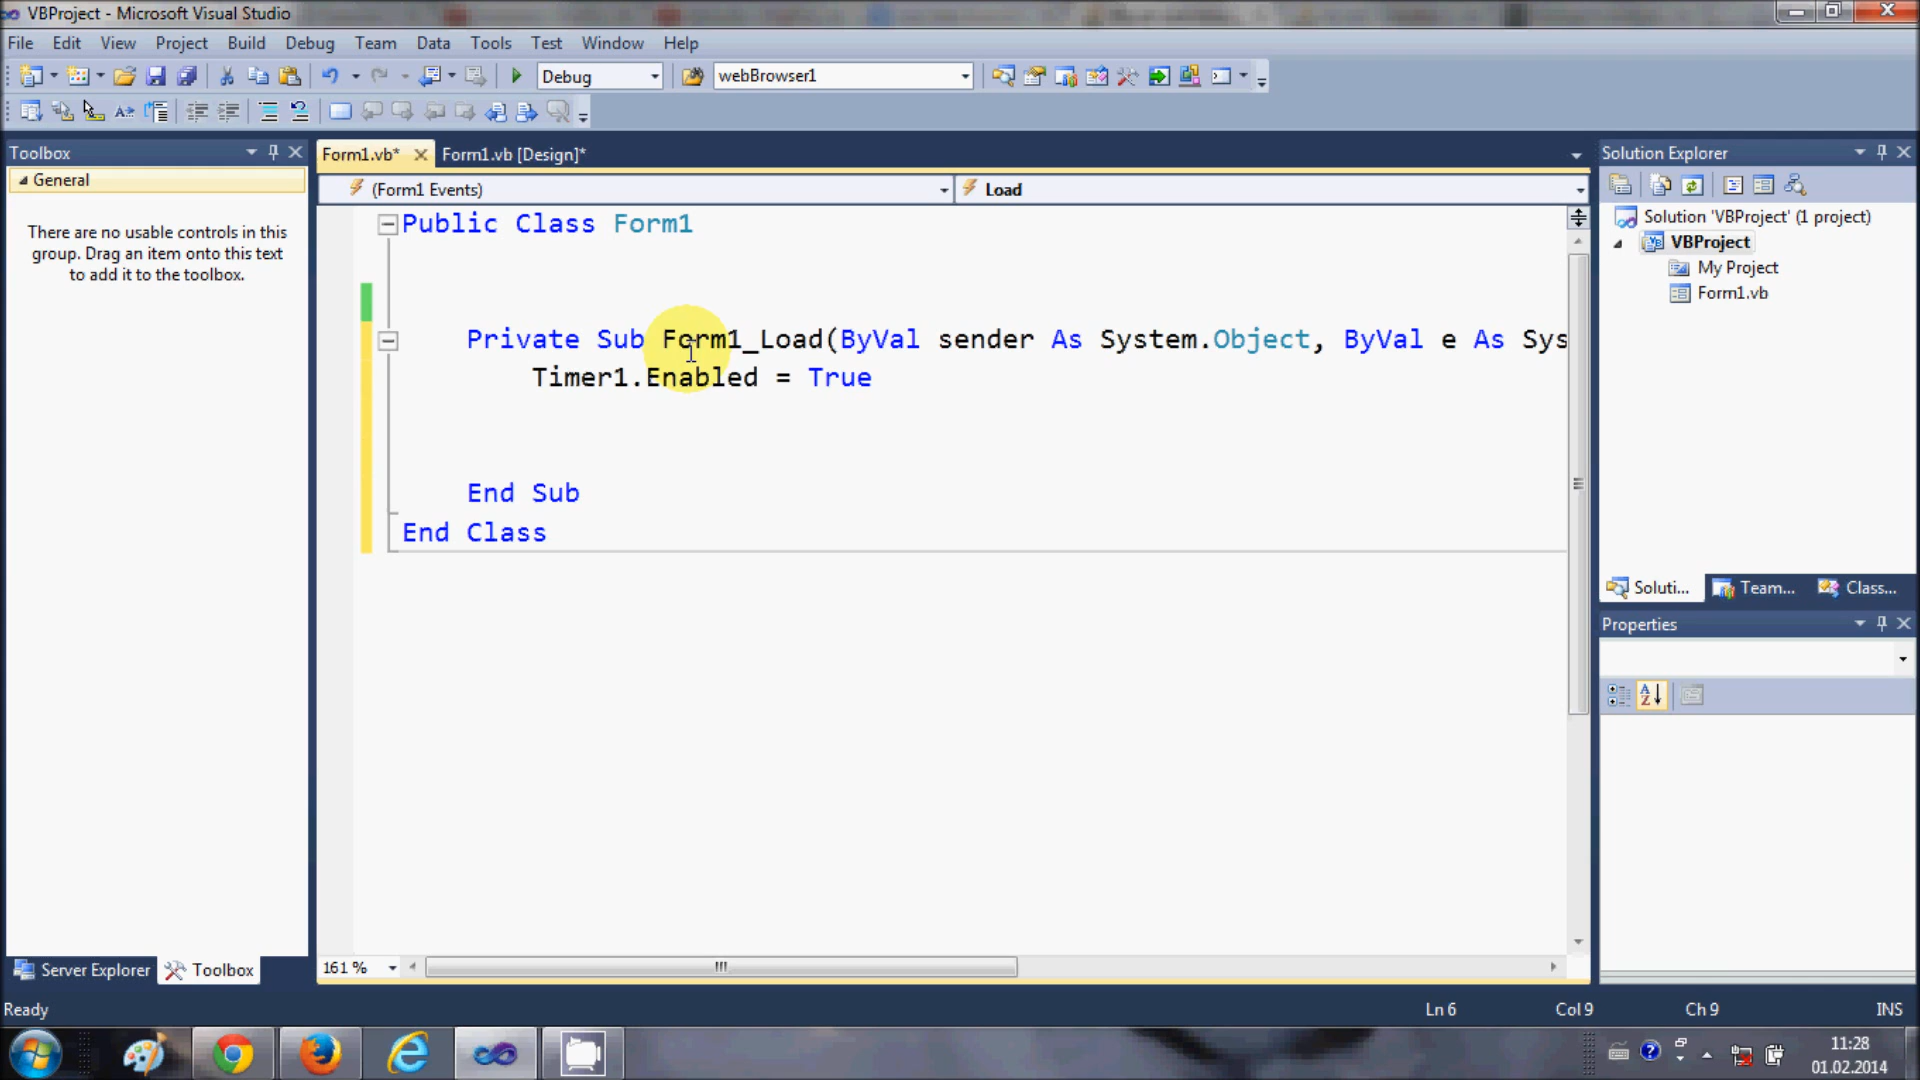 VBProject - Microsoft Visual Studio
File Edit View Project Build Debug Team Data Tools Test Window Help
Debug webBrowser1
Toolbox
Form1.vb* Form1.vb [Design]*
Solution Explorer
General
(Form1 Events) Load
There are no usable controls in this
group. Drag an item onto this text
to add it to the toolbox.
Public Class Form1
Private Sub Form1_Load(ByVal sender As System.Object, ByVal e As Sys
Timer1.Enabled = True
End Sub
End Class
Solution 'VBProject' (1 project)
VBProject
My Project
Form1.vb
Soluti... Team... Class...
Properties
Server Explorer Toolbox
161 %
Ready Ln 6 Col 9 Ch 9 INS
11:28
01.02.2014